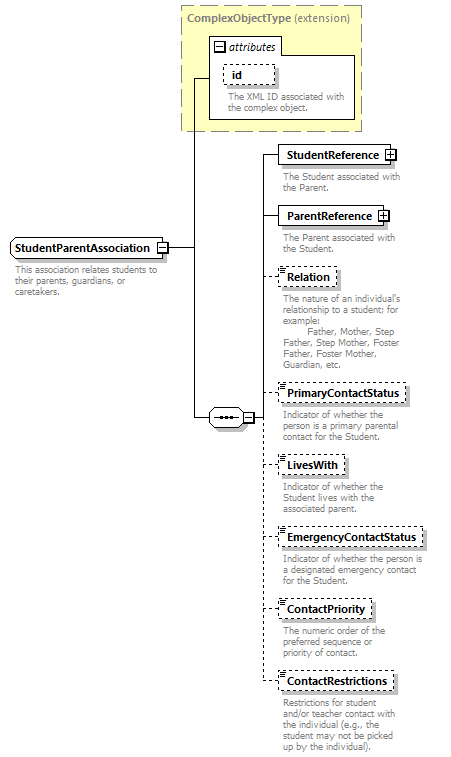 ComplexObjectType (extension)
attributes
id
The XML ID associated with
the complex object.
StudentReference
The Student associated with
the Parent.
ParentReference
The Parent associated with
the Student.
StudentParentAssociation
This association relates students to
their parents, guardians, or
caretakers.
Relation
The nature of an individual's
relationship to a student; for
example:
Father, Mother, Step
Father, Step Mother, Foster
Father, Foster Mother,
Guardian, etc.
PrimaryContactStatus
Indicator of whether the
person is a primary parental
contact for the Student.
LivesWith
Indicator of whether the
Student lives with the
associated parent.
EmergencyContactStatus
Indicator of whether the person is
a designated emergency contact
for the Student.
ContactPriority
The numeric order of the
preferred sequence or
priority of contact.
ContactRestrictions
Restrictions for student
and/or teacher contact with
the individual (e.g., the
student may not be picked
up by the individual).